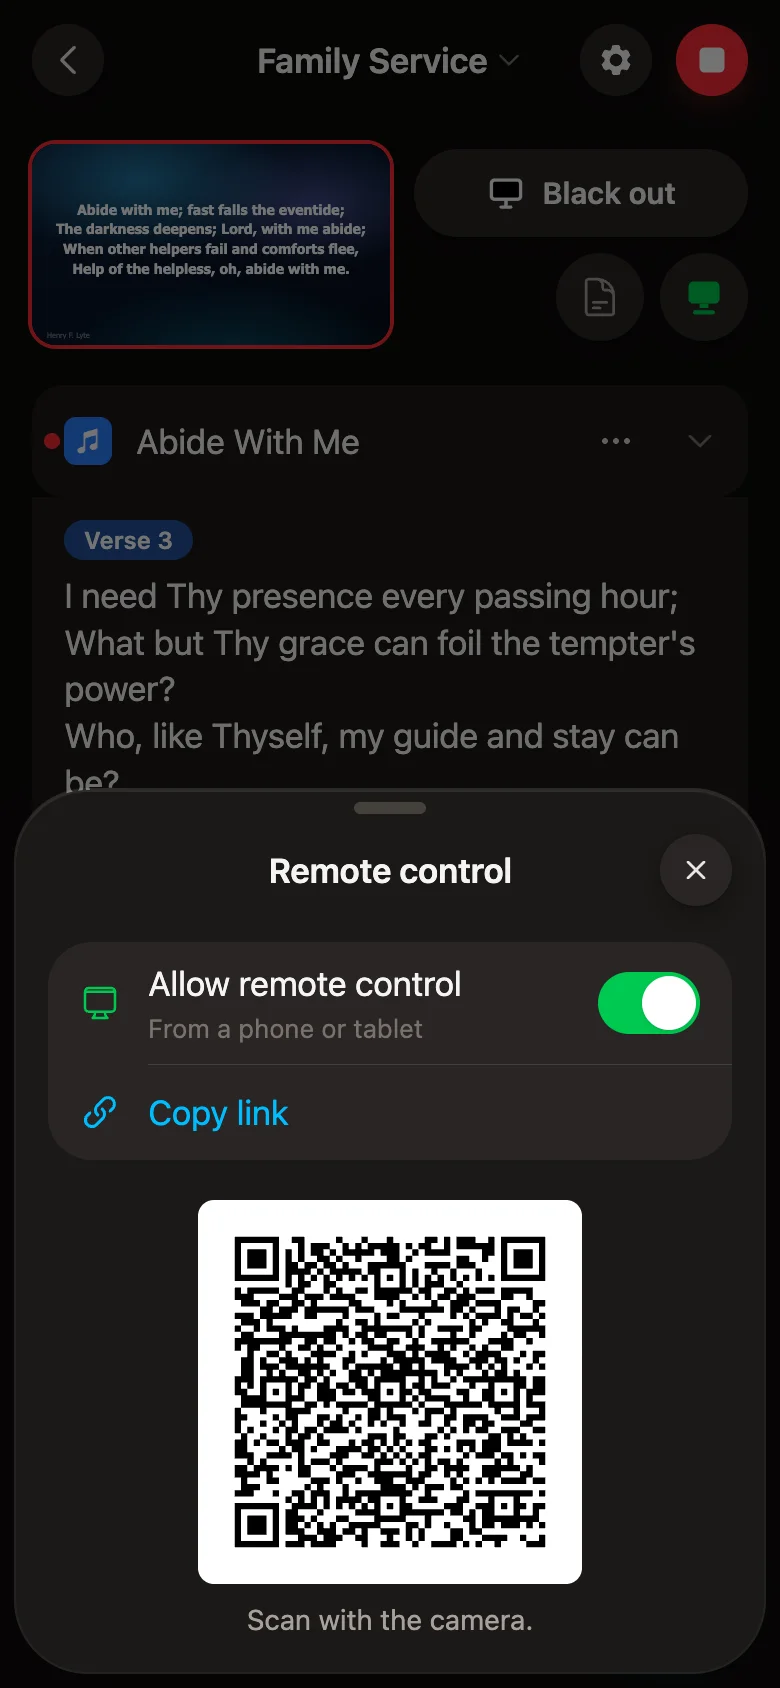 Family Service
Abide with me; fast falls the eventide;
The darkness deepens; Lord, with me abide;
When other helpers fail and comforts flee,
Help of the helpless, oh, abide with me.
Henry F. Lyte
Black out
Abide With Me
Verse 3
I need Thy presence every passing hour;
What but Thy grace can foil the tempter's
power?
Who, like Thyself, my guide and stay can
be?
Remote control
Allow remote control
From a phone or tablet
Copy link
Scan with the camera.